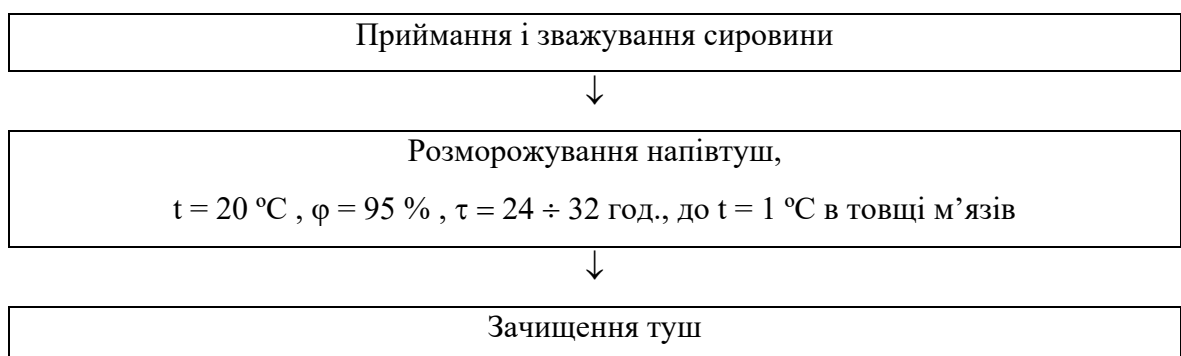 Приймання і зважування сировини
↓
Розморожування напівтуш,
t = 20 ºС , φ = 95 % , τ = 24 ÷ 32 год., до t = 1 ºС в товщі м’язів
↓
Зачищення туш